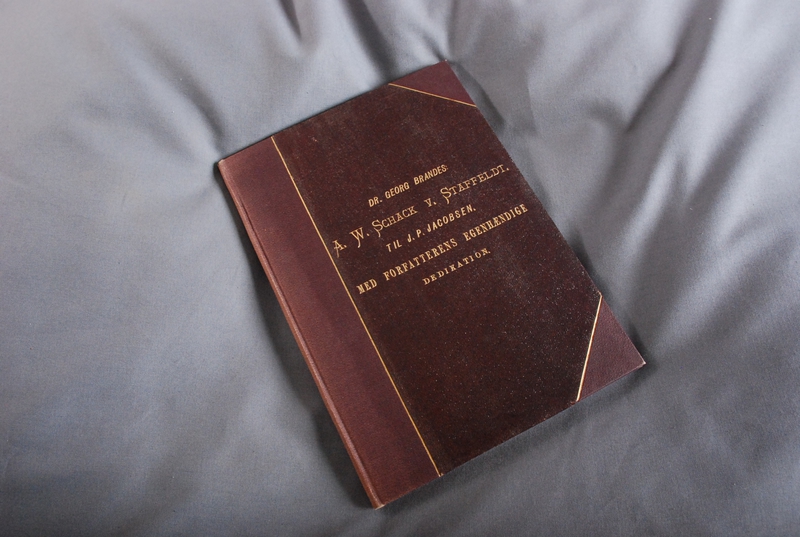 DR. GEORG BRANDES:
A. W. SCHACK V. STAFFELDT.
TIL J. P. JACOBSEN.
MED FORFATTERENS EGENHÆNDIGE
DEDIKATION.